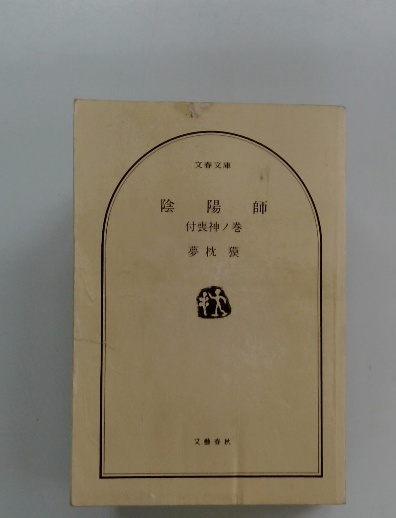 文春文庫
陰陽師
付喪神ノ巻
夢枕 獏
文藝春秋